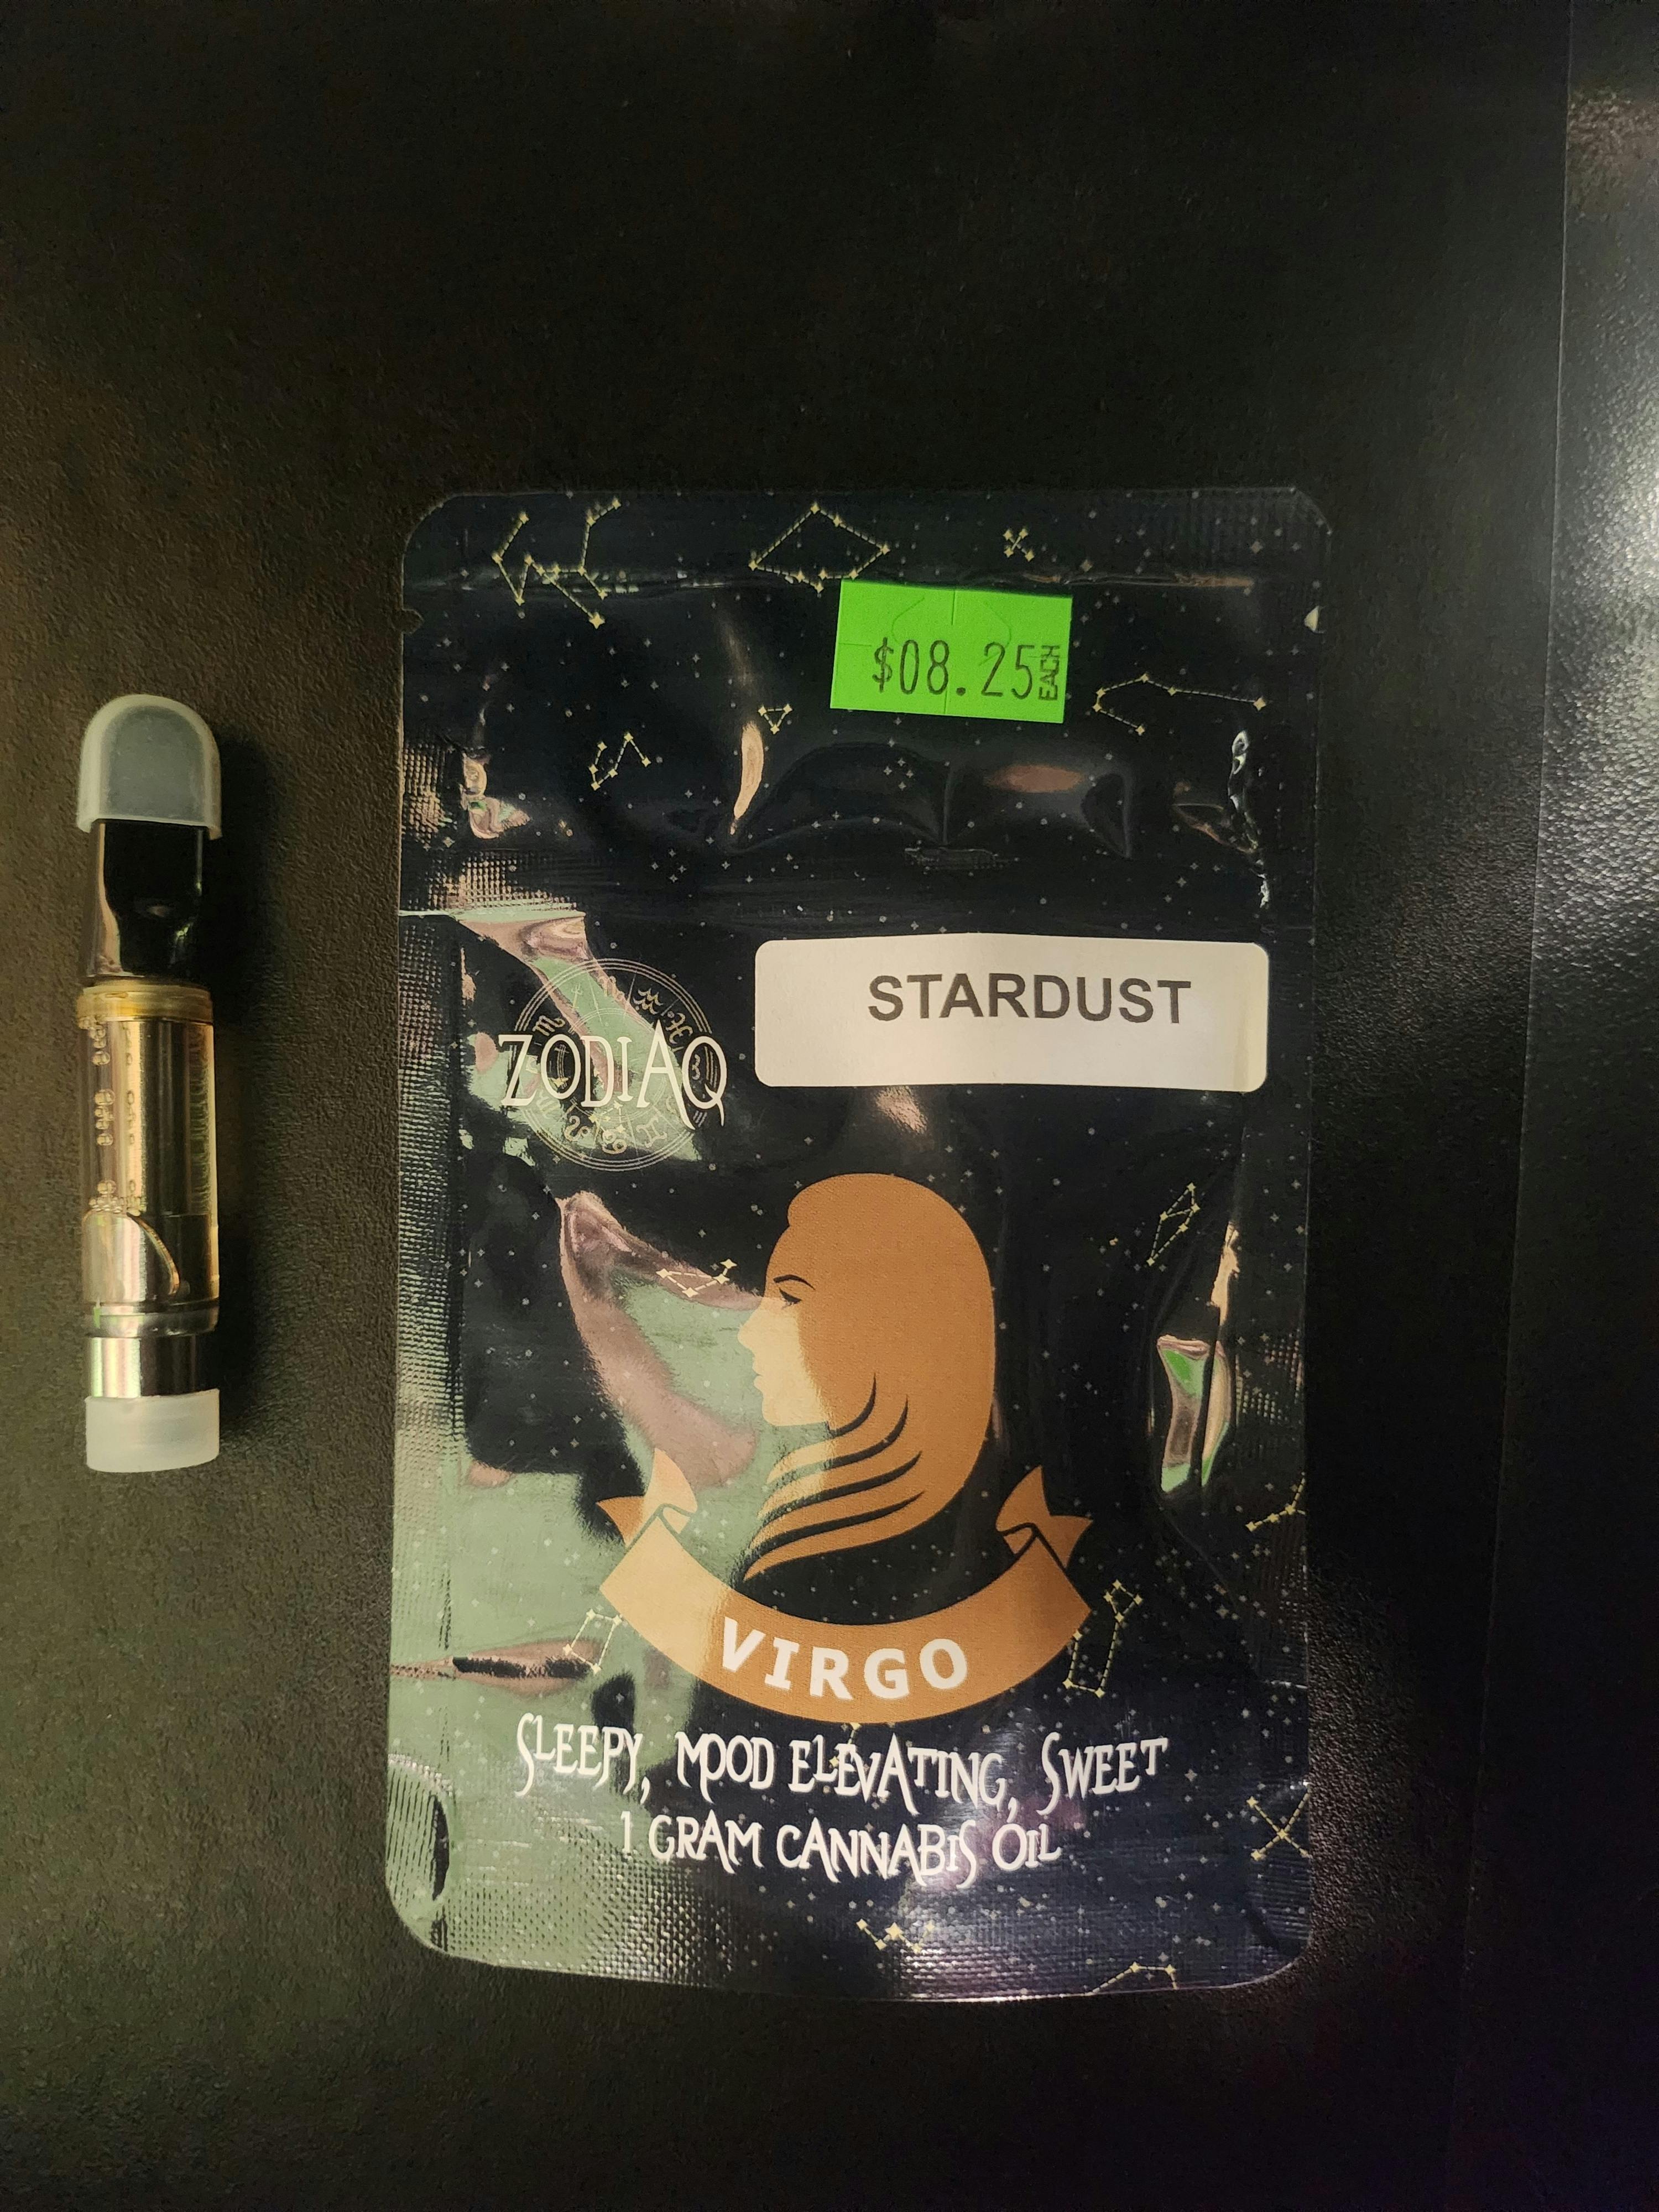 $08.25 EACH
STARDUST
ZODIAQ
VIRGO
SLEEPY, MOOD ELEVATING, SWEET
1 GRAM CANNABIS OIL